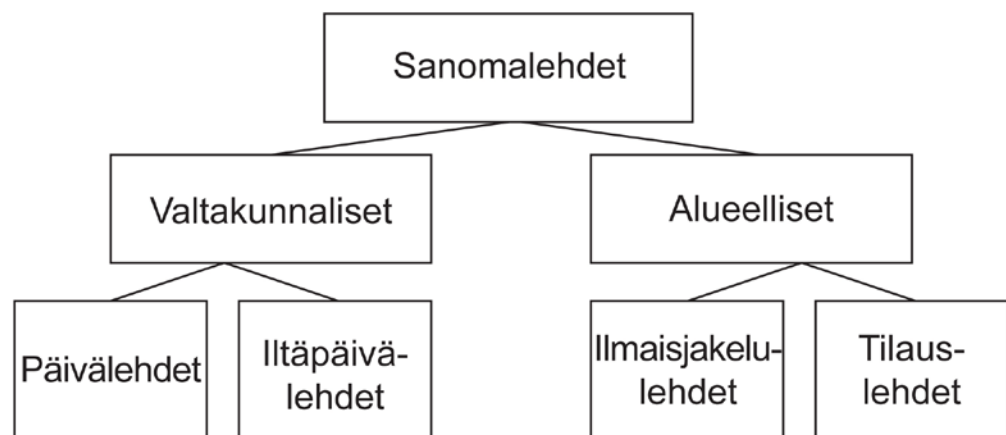 Sanomalehdet
Valtakunnaliset
Alueelliset
Päivälehdet
Iltäpäivä-
lehdet
Ilmaisjakelu-
lehdet
Tilaus-
lehdet